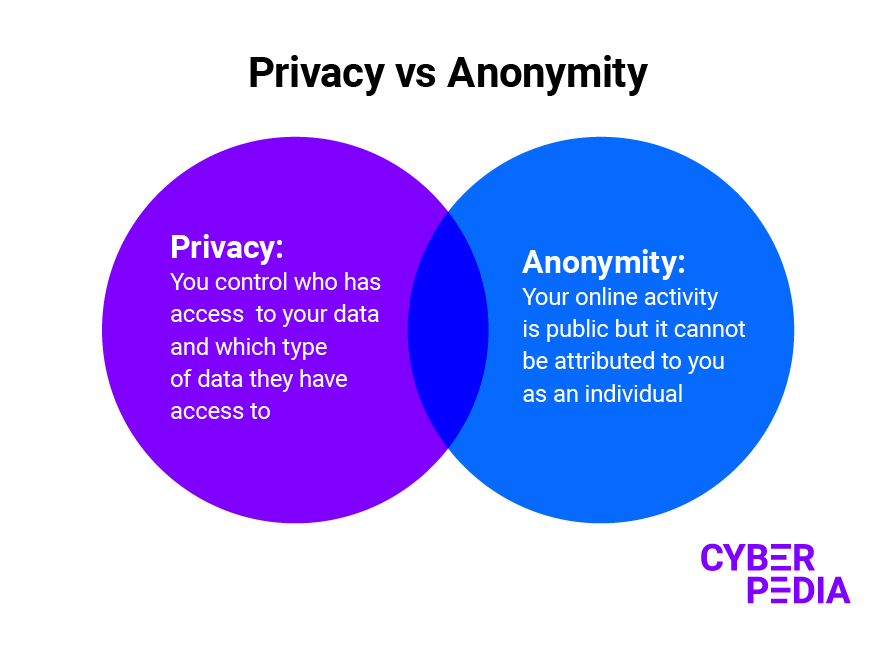 Privacy vs Anonymity
Privacy:
You control who has
access  to your data
and which type
of data they have
access to
Anonymity:
Your online activity
is public but it cannot
be attributed to you
as an individual
CYBER
PEDIA